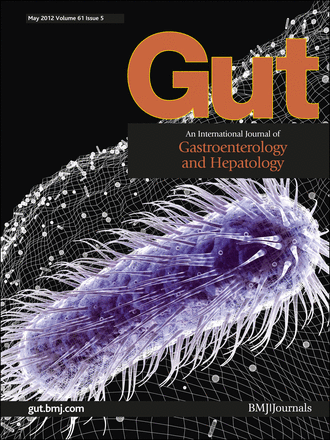 May 2012 Volume 61 Issue 5
Gut
An International Journal of
Gastroenterology
and Hepatology
gut.bmj.com
BMJ|Journals